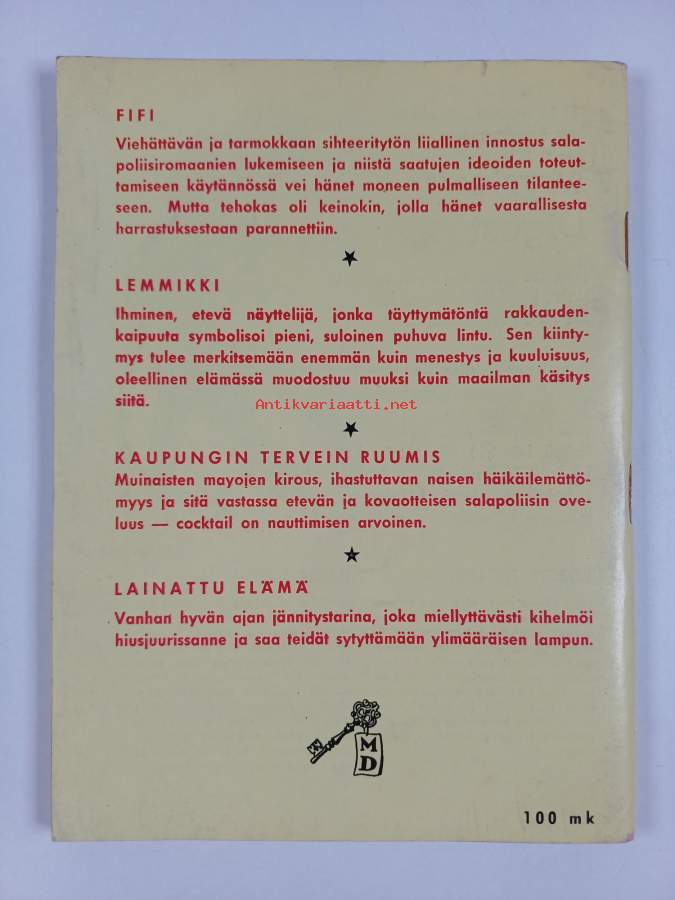 FIFI
Viehättävän ja tarmokkaan sihteeritytön liiallinen innostus sala-
poliisiromaanien lukemiseen ja niistä saatujen ideoiden toteut-
tamiseen käytännössä vei hänet moneen pulmalliseen tilantee-
seen. Mutta tehokas oli keinokin, jolla hänet vaarallisesta
harrastuksestaan parannettiin.
LEMMIKKI
Ihminen, etevä näyttelijä, jonka täyttymätöntä rakkauden-
kaipuuta symbolisoi pieni, suloinen puhuva lintu. Sen kiinty-
mys tulee merkitsemään enemmän kuin menestys ja kuuluisuus,
oleellinen elämässä muodostuu muuksi kuin maailman käsitys
siitä.
Antikvariaatti.net
KAUPUNGIN TERVEIN RUUMIS
Muinaisten mayojen kirous, ihastuttavan naisen häikäilemättö-
myys ja sitä vastassa etevän ja kovaotteisen salapoliisin ove-
luus — cocktail on nauttimisen arvoinen.
LAINATTU ELÄMÄ
Vanhan hyvän ajan jännitystarina, joka miellyttävästi kihelmöi
hiusjuurissanne ja saa teidät sytyttämään ylimääräisen lampun.
M
D
100 mk